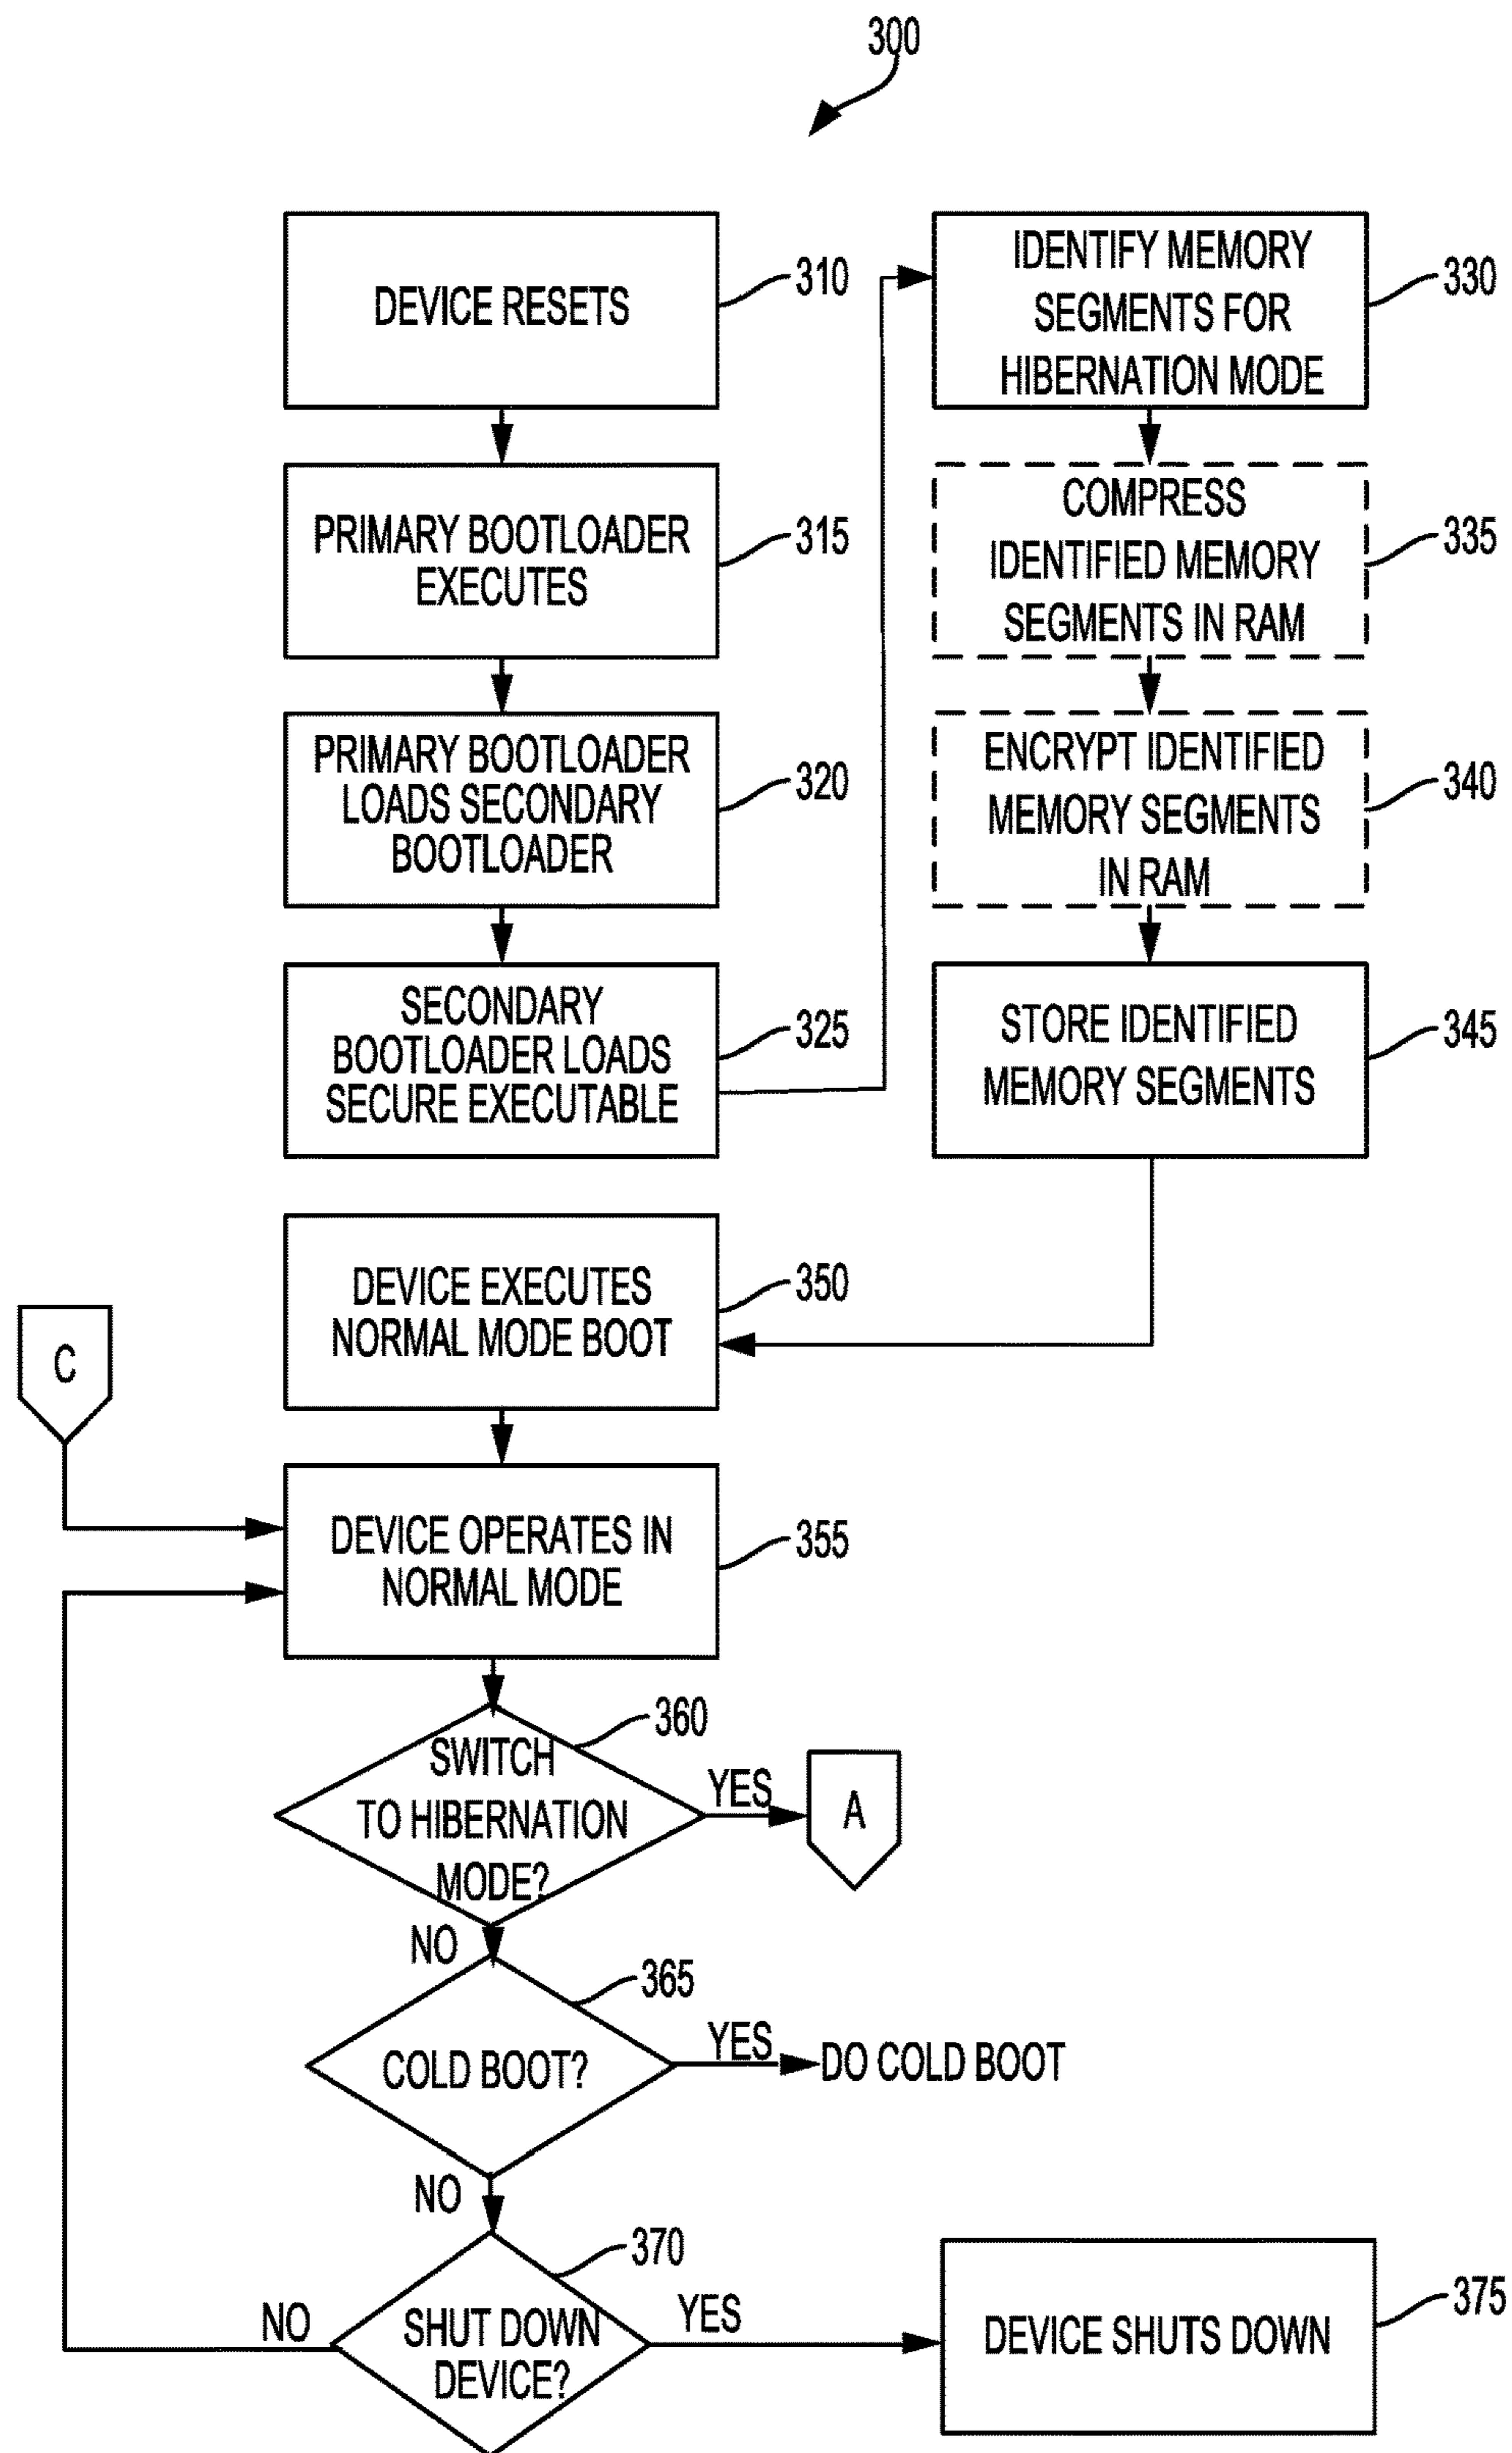 300
DEVICE RESETS
310
PRIMARY BOOTLOADER
EXECUTES
315
PRIMARY BOOTLOADER
LOADS SECONDARY
BOOTLOADER
320
SECONDARY
BOOTLOADER LOADS
SECURE EXECUTABLE
325
IDENTIFY MEMORY
SEGMENTS FOR
HIBERNATION MODE
330
COMPRESS
IDENTIFIED MEMORY
SEGMENTS IN RAM
335
ENCRYPT IDENTIFIED
MEMORY SEGMENTS
IN RAM
340
STORE IDENTIFIED
MEMORY SEGMENTS
345
DEVICE EXECUTES
NORMAL MODE BOOT
350
C
DEVICE OPERATES IN
NORMAL MODE
355
SWITCH
TO HIBERNATION
MODE?
360
YES
A
NO
COLD BOOT?
365
YES
DO COLD BOOT
NO
SHUT DOWN
DEVICE?
370
NO
YES
DEVICE SHUTS DOWN
375